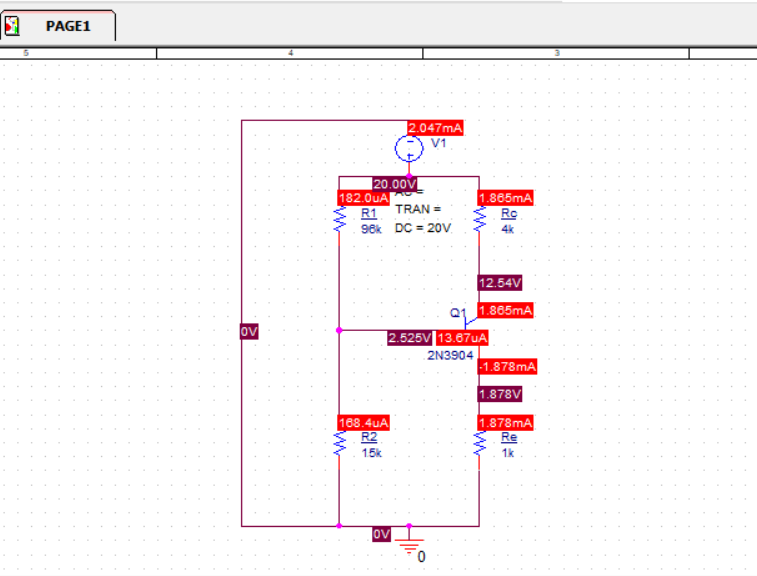 PAGE1
5 4 3
2.047mA
V1
20.00V
AC =
182.0uA
1.865mA
R1
TRAN =
Rc
96k
DC = 20V
4k
12.54V
Q1
1.865mA
0V
2.525V
13.67uA
2N3904
-1.878mA
1.878V
168.4uA
1.878mA
R2
Re
15k
1k
0V
0